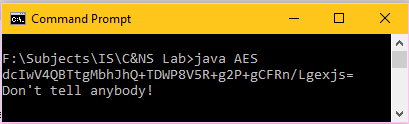 Command Prompt
F:\Subjects\IS\C&NS Lab>java AES
dcIwV4QBTtgMbhJhQ+TDWP8V5R+g2P+gCFRn/Lgexjs=
Don't tell anybody!